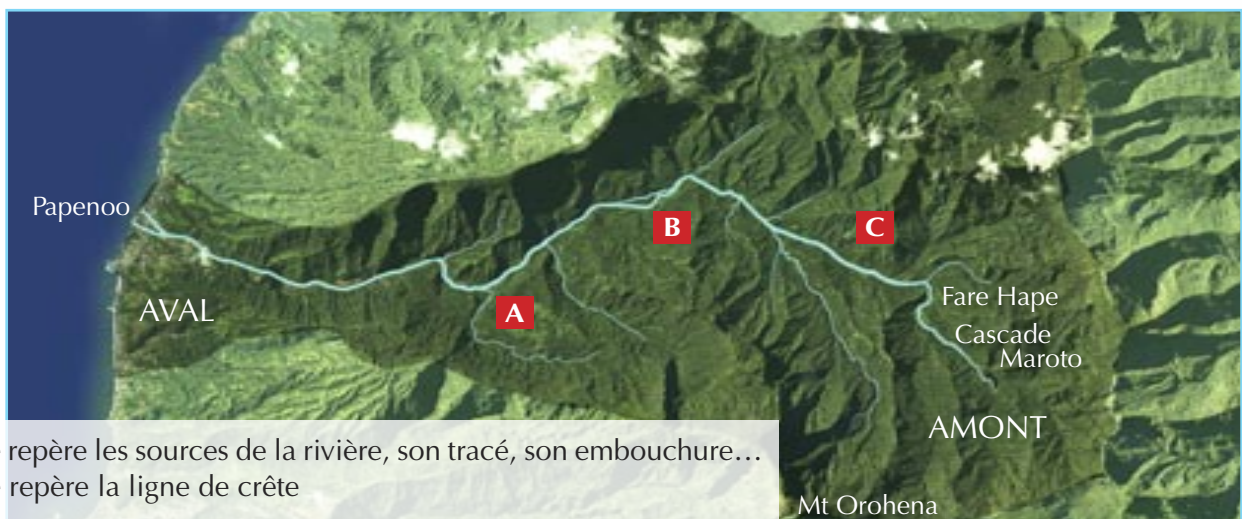 Papenoo
AVAL
A
B
C
Fare Hape
Cascade
Maroto
AMONT
repère les sources de la rivière, son tracé, son embouchure…
repère la ligne de crête
Mt Orohena